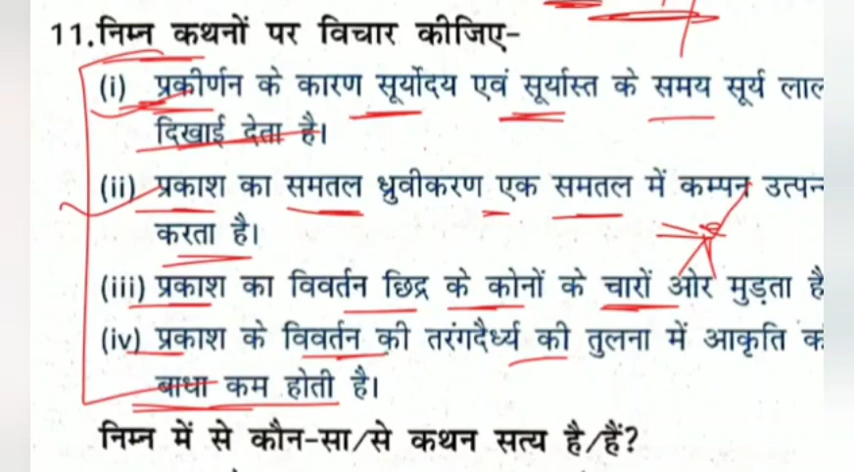 11.निम्न कथनों पर विचार कीजिए-
(i) प्रकीर्णन के कारण सूर्योदय एवं सूर्यास्त के समय सूर्य लाल
दिखाई देता है।
(ii) प्रकाश का समतल ध्रुवीकरण एक समतल में कम्पन उत्पन्न
करता है।
(iii) प्रकाश का विवर्तन छिद्र के कोनों के चारों ओर मुड़ता है
(iv) प्रकाश के विवर्तन की तरंगदैर्ध्य की तुलना में आकृति
बाधा कम होती है।
निम्न में से कौन-सा/से कथन सत्य है/हैं?